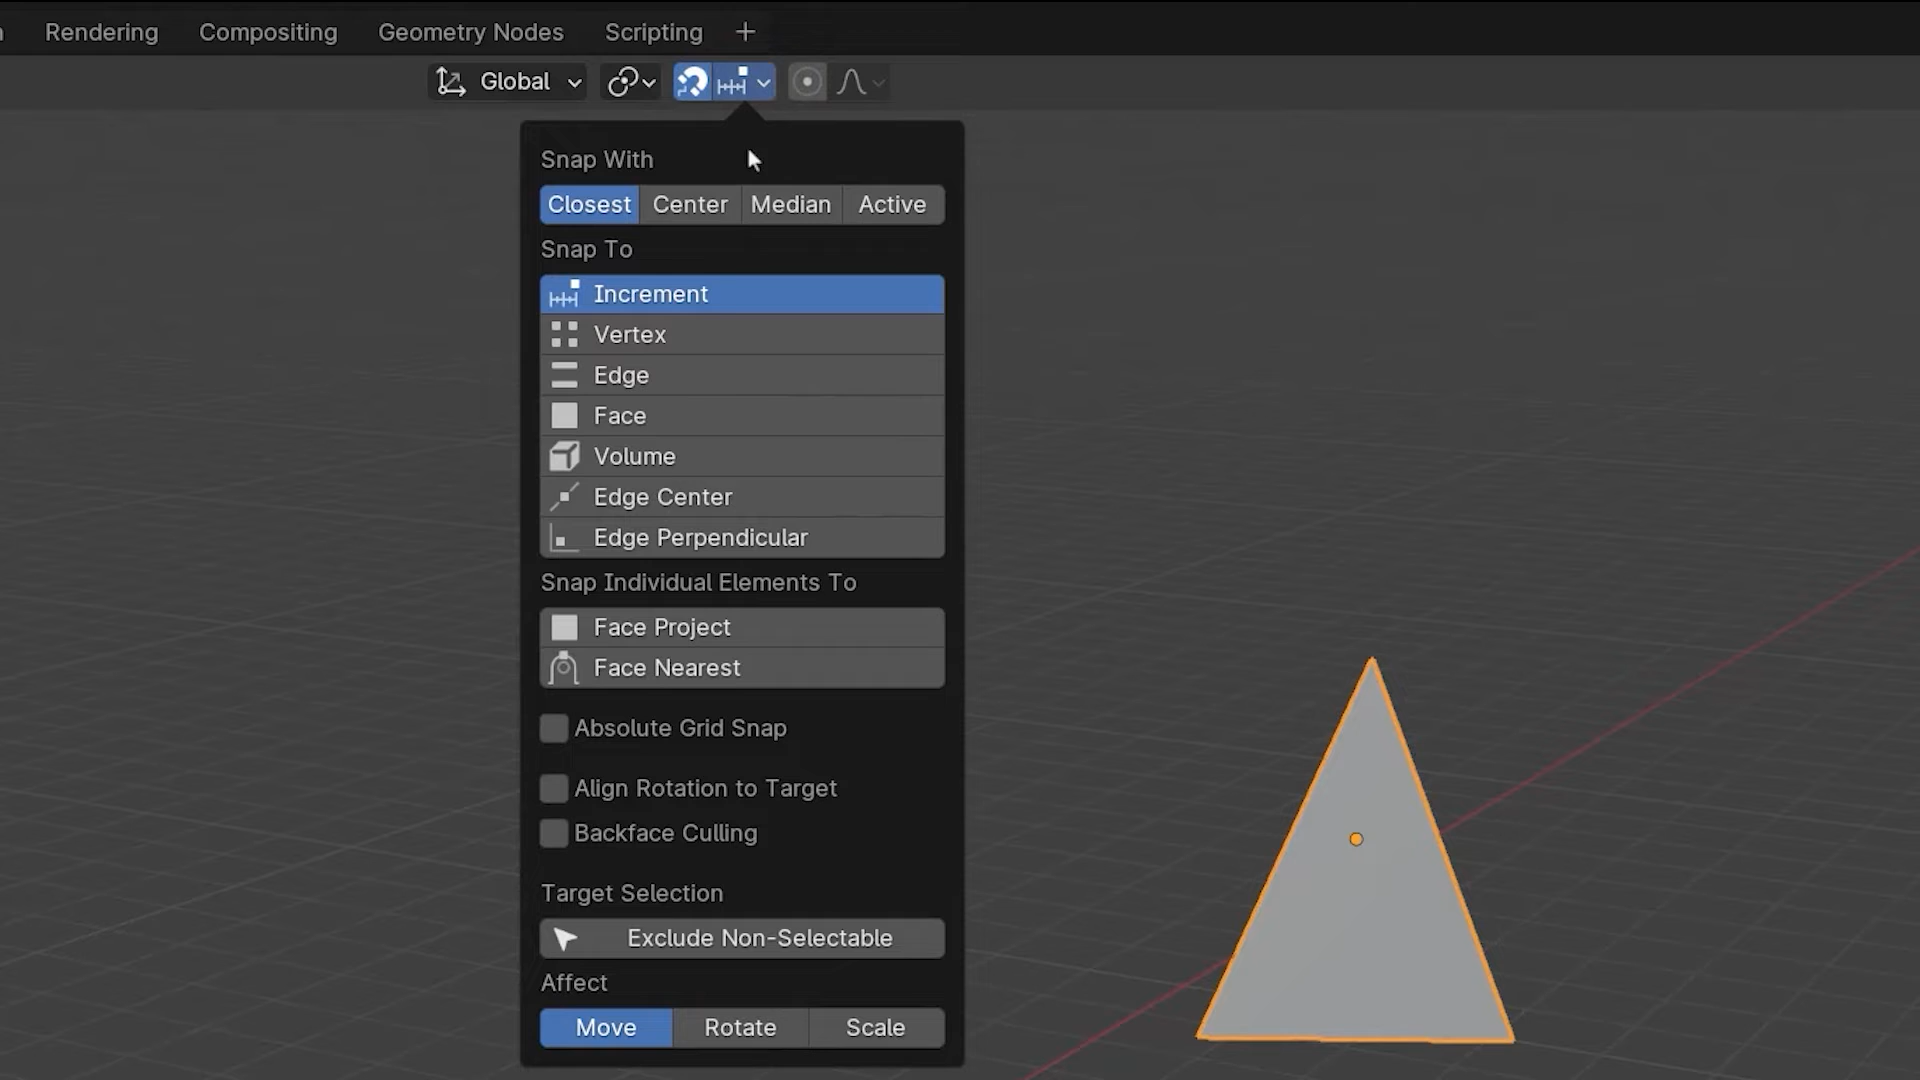 Rendering Compositing Geometry Nodes Scripting +
Global
Snap With
Closest Center Median Active
Snap To
Increment
Vertex
Edge
Face
Volume
Edge Center
Edge Perpendicular
Snap Individual Elements To
Face Project
Face Nearest
Absolute Grid Snap
Align Rotation to Target
Backface Culling
Target Selection
Exclude Non-Selectable
Affect
Move Rotate Scale